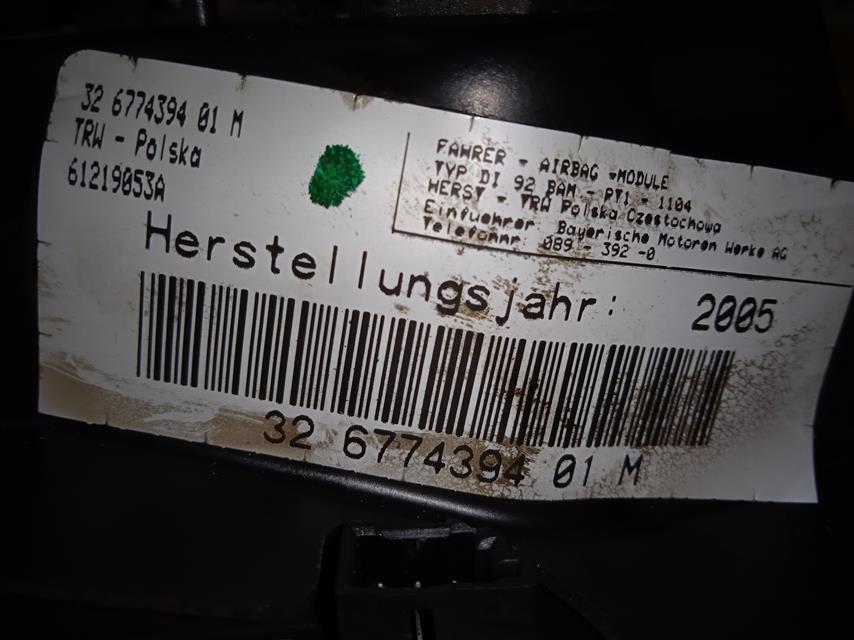 32 6774394 01 M
TRW - Polska
61219053A
FAHRER - AIRBAG -MODULE
TYP DI 92 BAM - PT1 - 1104
HERST - TRW Polska Czestochowa
Einfuehrer Bayerische Motoren Werke AG
Telefonnr 089 - 392 -0
Herstellungsjahr: 2005
32 6774394 01 M